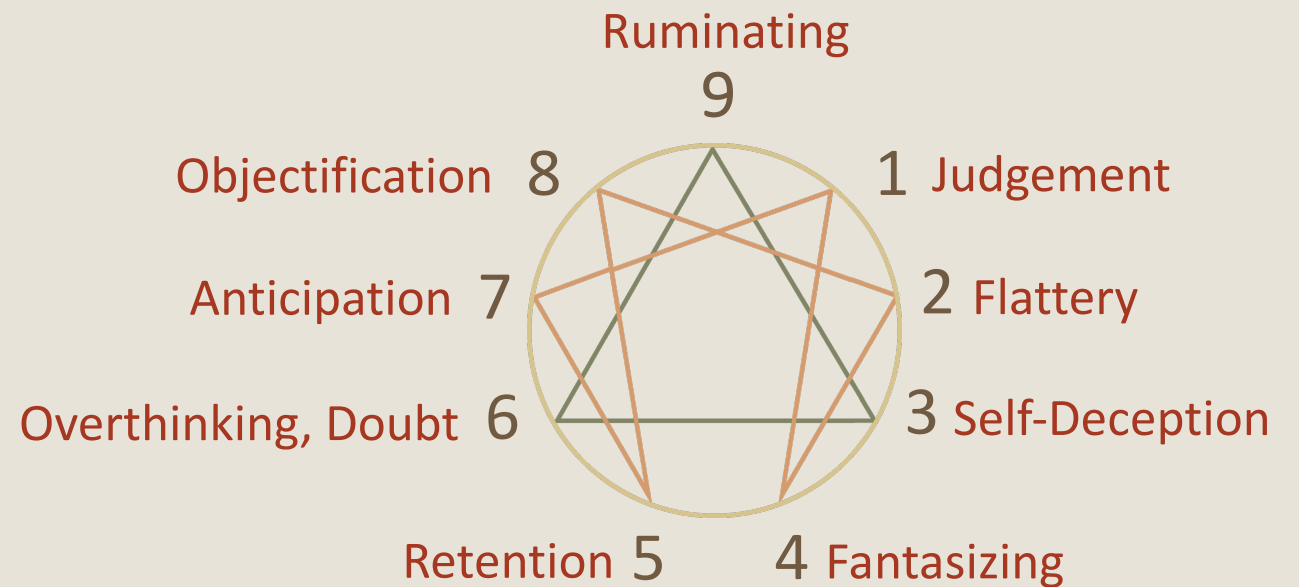 Ruminating
9
Objectification 8
1 Judgement
Anticipation 7
2 Flattery
Overthinking, Doubt 6
3 Self-Deception
Retention 5
4 Fantasizing